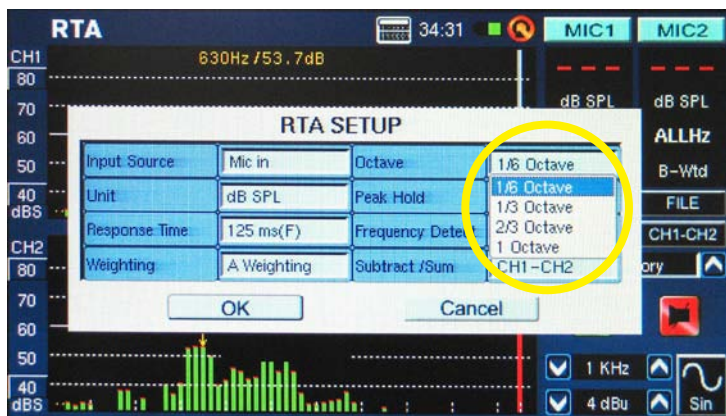 RTA 34:31 MIC1 MIC2
CH1 630Hz/53.7dB
80
70 dB SPL dB SPL
RTA SETUP
60 ALLHz
Input Source Mic in Octave 1/6 Octave
50 B-Wtd
1/6 Octave
Unit dB SPL Peak Hold
40 1/3 Octave FILE
dBS
2/3 Octave
Response Time 125 ms(F) Frequency Detec CH1-CH2
1 Octave
CH2
Weighting A Weighting Subtract /Sum CH1-CH2
80 ory
70 OK Cancel
60
50 1 KHz
40
dBS 4 dBu Sin